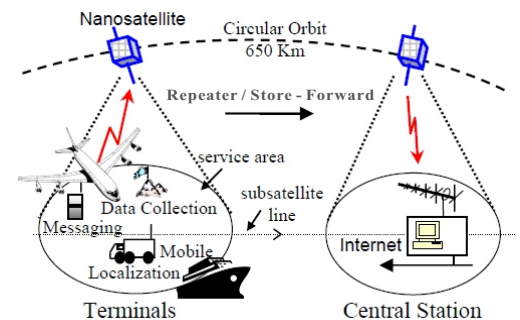 Nanosatellite
Circular Orbit
650 Km
Repeater / Store - Forward
service area
subsatellite
line
Data Collection
Messaging
Mobile
Localization
Internet
Terminals
Central Station